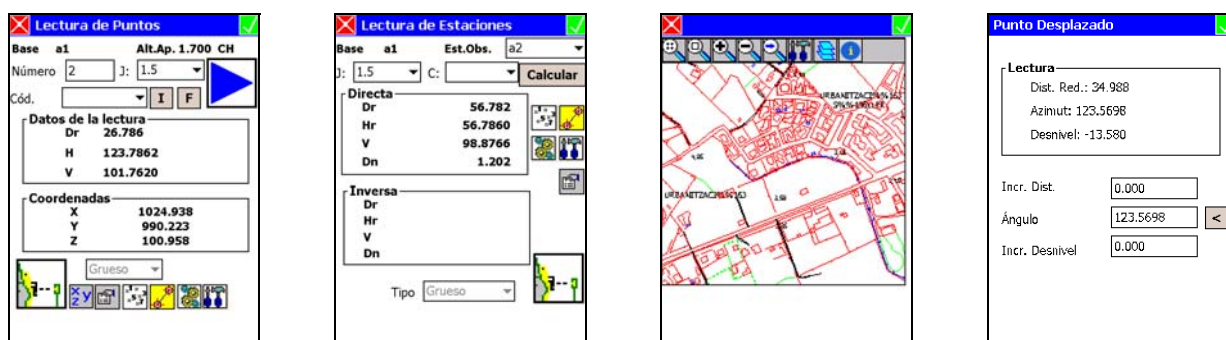 Lectura de Puntos
Base a1 Alt.Ap. 1.700 CH
Número 2 J: 1.5
Cód. I F
Datos de la lectura
Dr 26.786
H 123.7862
V 101.7620
Coordenadas
X 1024.938
Y 990.223
Z 100.958
Grueso
Lectura de Estaciones
Base a1 Est.Obs. a2
J: 1.5 C: Calcular
Directa
Dr 56.782
Hr 56.7860
V 98.8766
Dn 1.202
Inversa
Dr
Hr
V
Dn
Tipo Grueso
Punto Desplazado
Lectura
Dist. Red.: 34.988
Azimut: 123.5698
Desnivel: -13.580
Incr. Dist. 0.000
Ángulo 123.5698 <
Incr. Desnivel 0.000